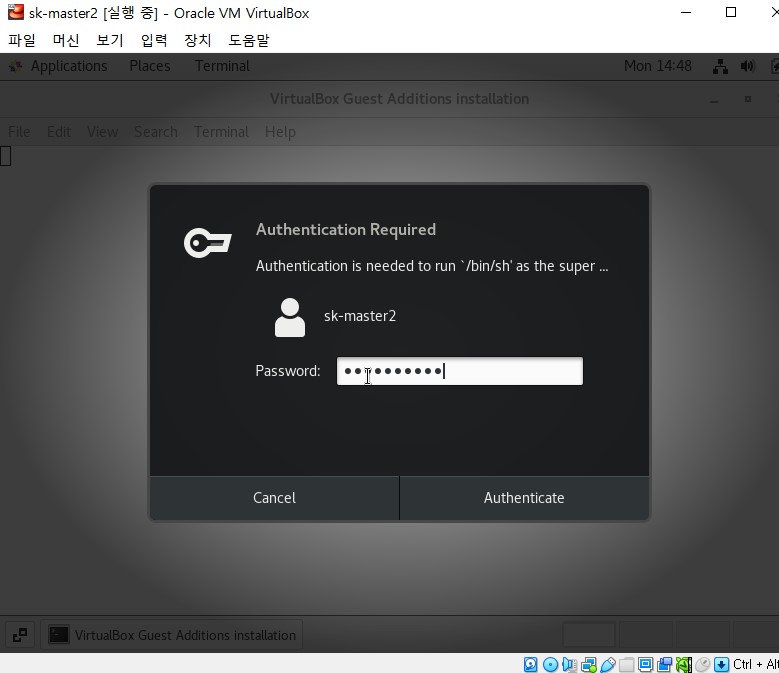 sk-master2 [실행 중] - Oracle VM VirtualBox
파일 머신 보기 입력 장치 도움말
Applications Places Terminal Mon 14:48
VirtualBox Guest Additions installation
File Edit View Search Terminal Help
Authentication Required
Authentication is needed to run `/bin/sh' as the super ...
sk-master2
Password: ••••••••••
Cancel Authenticate
VirtualBox Guest Additions installation
Ctrl + Alt